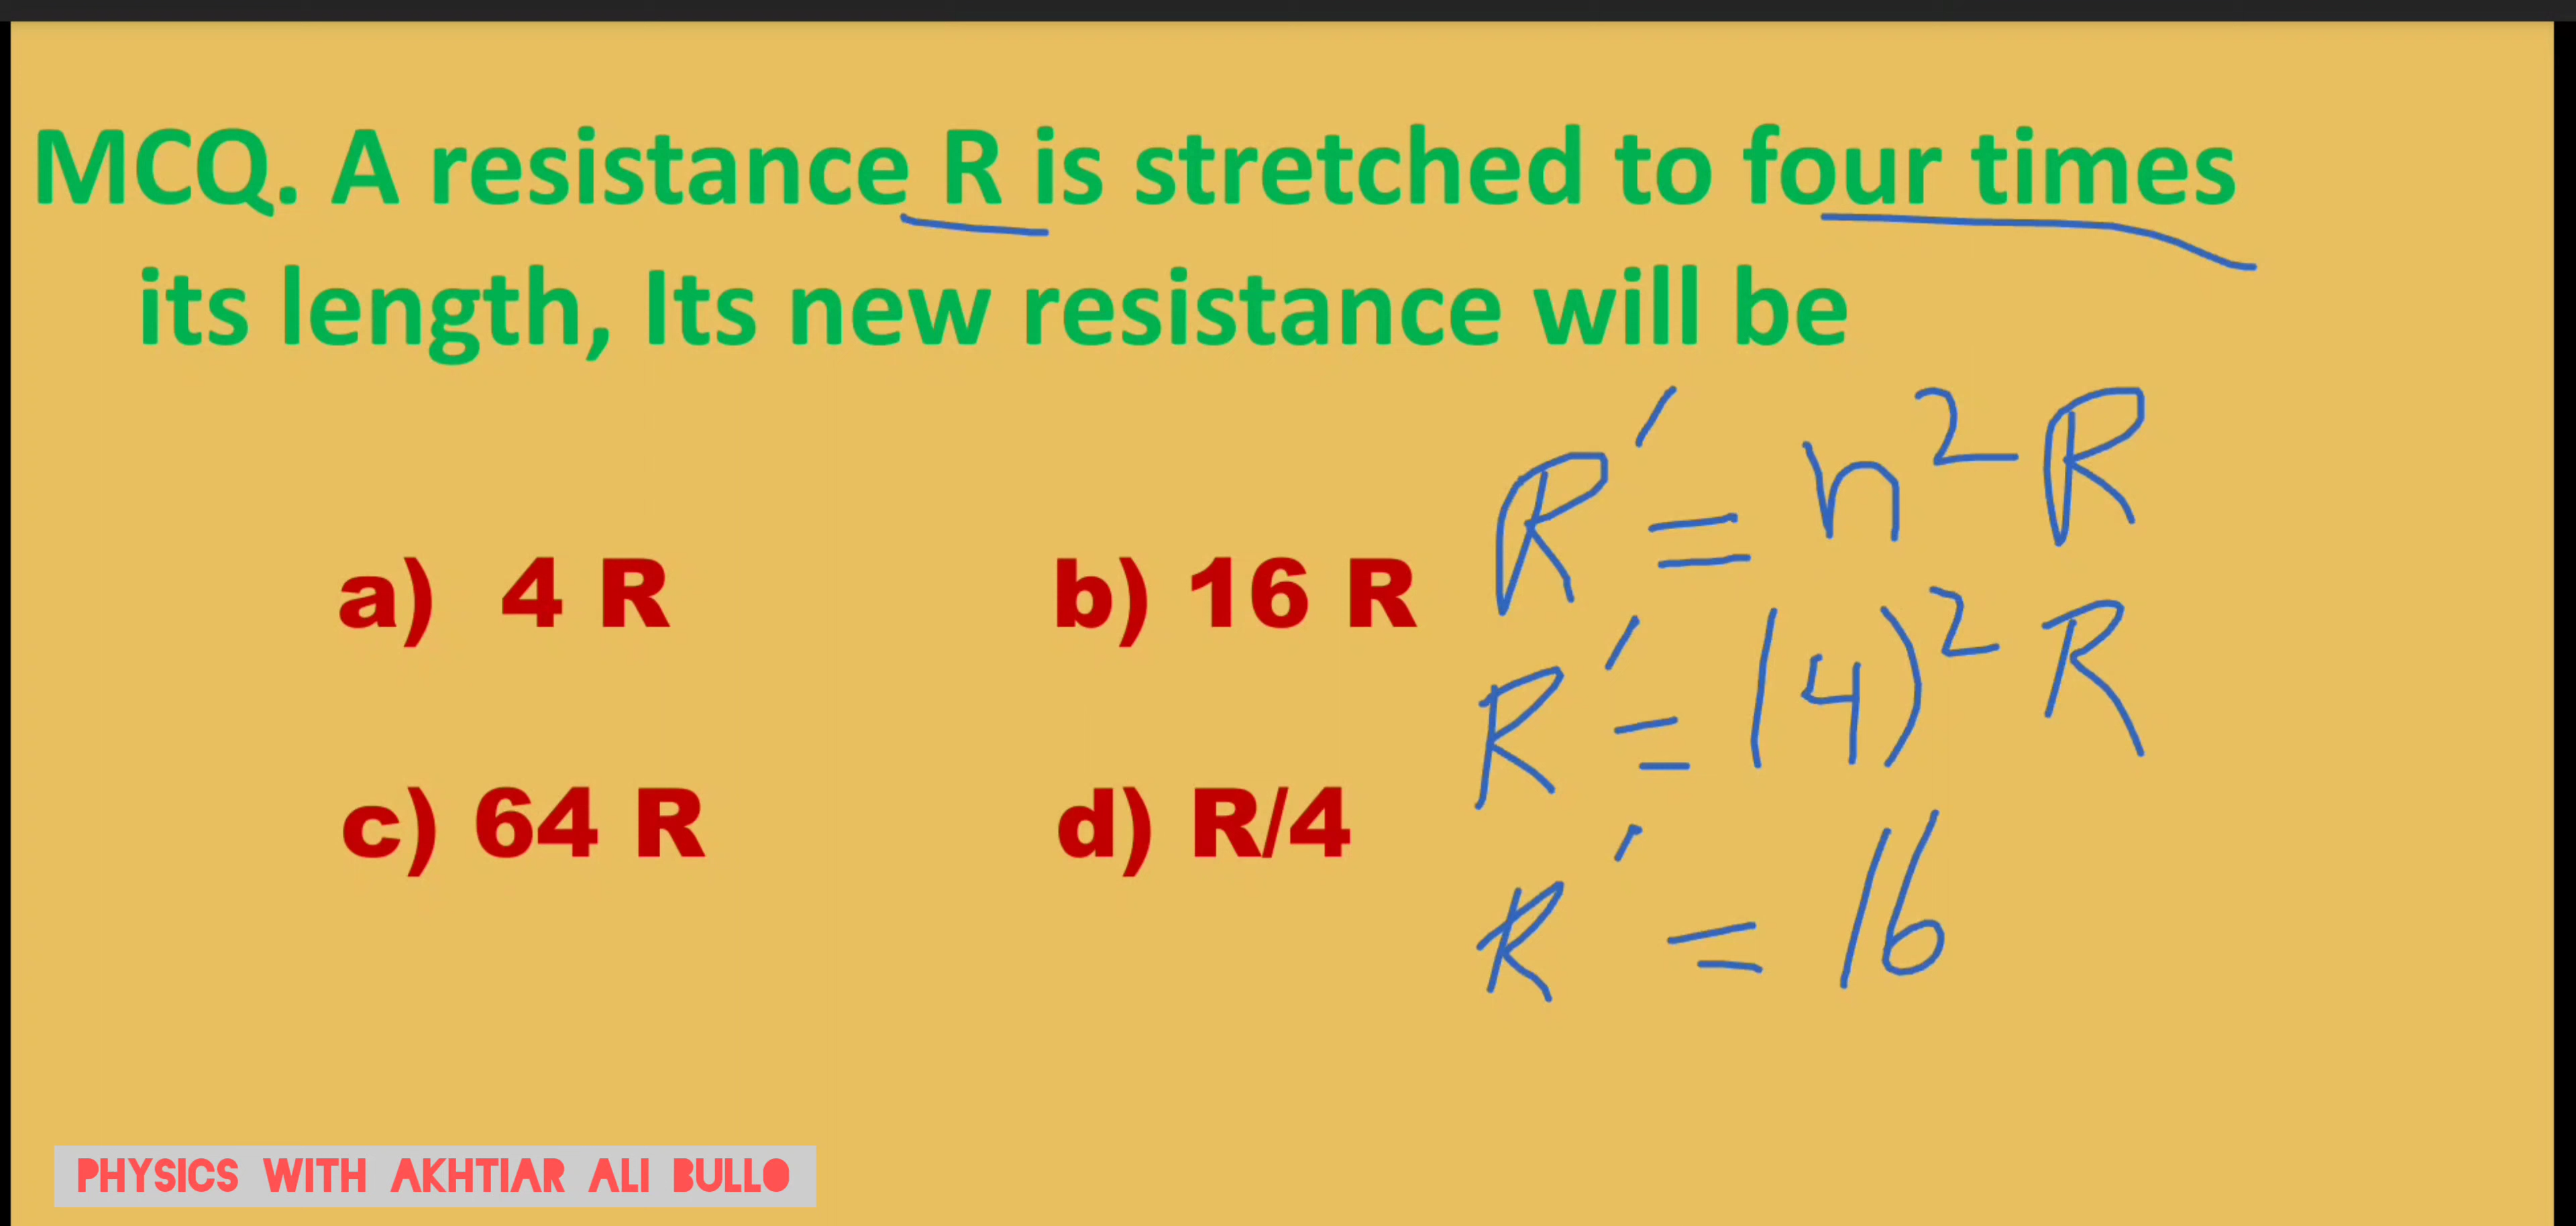 MCQ. A resistance R is stretched to four times
its length, Its new resistance will be
a) 4 R
b) 16 R
c) 64 R
d) R/4
R′ = n² R
R′ = (4)² R
R′ = 16
PHYSICS WITH AKHTIAR ALI BULLO